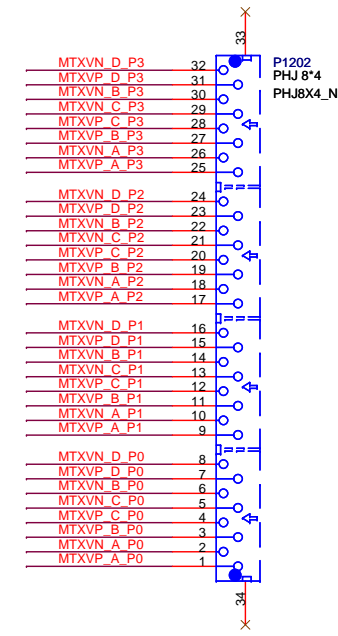 33
P1202
PHJ 8*4
PHJ8X4_N
MTXVN_D_P3 32
MTXVP_D_P3 31
MTXVN_B_P3 30
MTXVN_C_P3 29
MTXVP_C_P3 28
MTXVP_B_P3 27
MTXVN_A_P3 26
MTXVP_A_P3 25
MTXVN_D_P2 24
MTXVP_D_P2 23
MTXVN_B_P2 22
MTXVN_C_P2 21
MTXVP_C_P2 20
MTXVP_B_P2 19
MTXVN_A_P2 18
MTXVP_A_P2 17
MTXVN_D_P1 16
MTXVP_D_P1 15
MTXVN_B_P1 14
MTXVN_C_P1 13
MTXVP_C_P1 12
MTXVP_B_P1 11
MTXVN_A_P1 10
MTXVP_A_P1 9
MTXVN_D_P0 8
MTXVP_D_P0 7
MTXVN_B_P0 6
MTXVN_C_P0 5
MTXVP_C_P0 4
MTXVP_B_P0 3
MTXVN_A_P0 2
MTXVP_A_P0 1
34